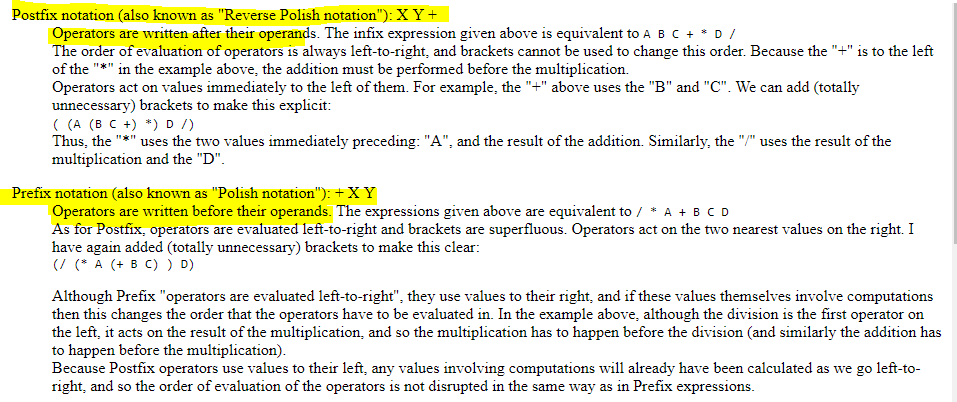 Postfix notation (also known as "Reverse Polish notation"): X Y +
Operators are written after their operands. The infix expression given above is equivalent to A B C + * D /
The order of evaluation of operators is always left-to-right, and brackets cannot be used to change this order. Because the "+" is to the left
of the "*" in the example above, the addition must be performed before the multiplication.
Operators act on values immediately to the left of them. For example, the "+" above uses the "B" and "C". We can add (totally
unnecessary) brackets to make this explicit:
( (A (B C +) *) D /)
Thus, the "*" uses the two values immediately preceding: "A", and the result of the addition. Similarly, the "/" uses the result of the
multiplication and the "D".
Prefix notation (also known as "Polish notation"): + X Y
Operators are written before their operands. The expressions given above are equivalent to / * A + B C D
As for Postfix, operators are evaluated left-to-right and brackets are superfluous. Operators act on the two nearest values on the right. I
have again added (totally unnecessary) brackets to make this clear:
(/ (* A (+ B C) ) D)
Although Prefix "operators are evaluated left-to-right", they use values to their right, and if these values themselves involve computations
then this changes the order that the operators have to be evaluated in. In the example above, although the division is the first operator on
the left, it acts on the result of the multiplication, and so the multiplication has to happen before the division (and similarly the addition has
to happen before the multiplication).
Because Postfix operators use values to their left, any values involving computations will already have been calculated as we go left-to-
right, and so the order of evaluation of the operators is not disrupted in the same way as in Prefix expressions.